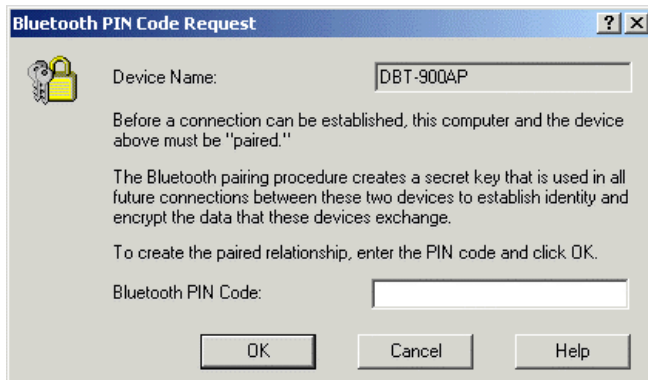 Bluetooth PIN Code Request
Device Name: DBT-900AP
Before a connection can be established, this computer and the device
above must be "paired."
The Bluetooth pairing procedure creates a secret key that is used in all
future connections between these two devices to establish identity and
encrypt the data that these devices exchange.
To create the paired relationship, enter the PIN code and click OK.
Bluetooth PIN Code:
OK Cancel Help